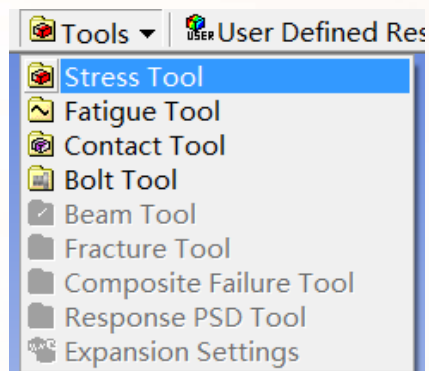 Tools User Defined Res
Stress Tool
Fatigue Tool
Contact Tool
Bolt Tool
Beam Tool
Fracture Tool
Composite Failure Tool
Response PSD Tool
Expansion Settings